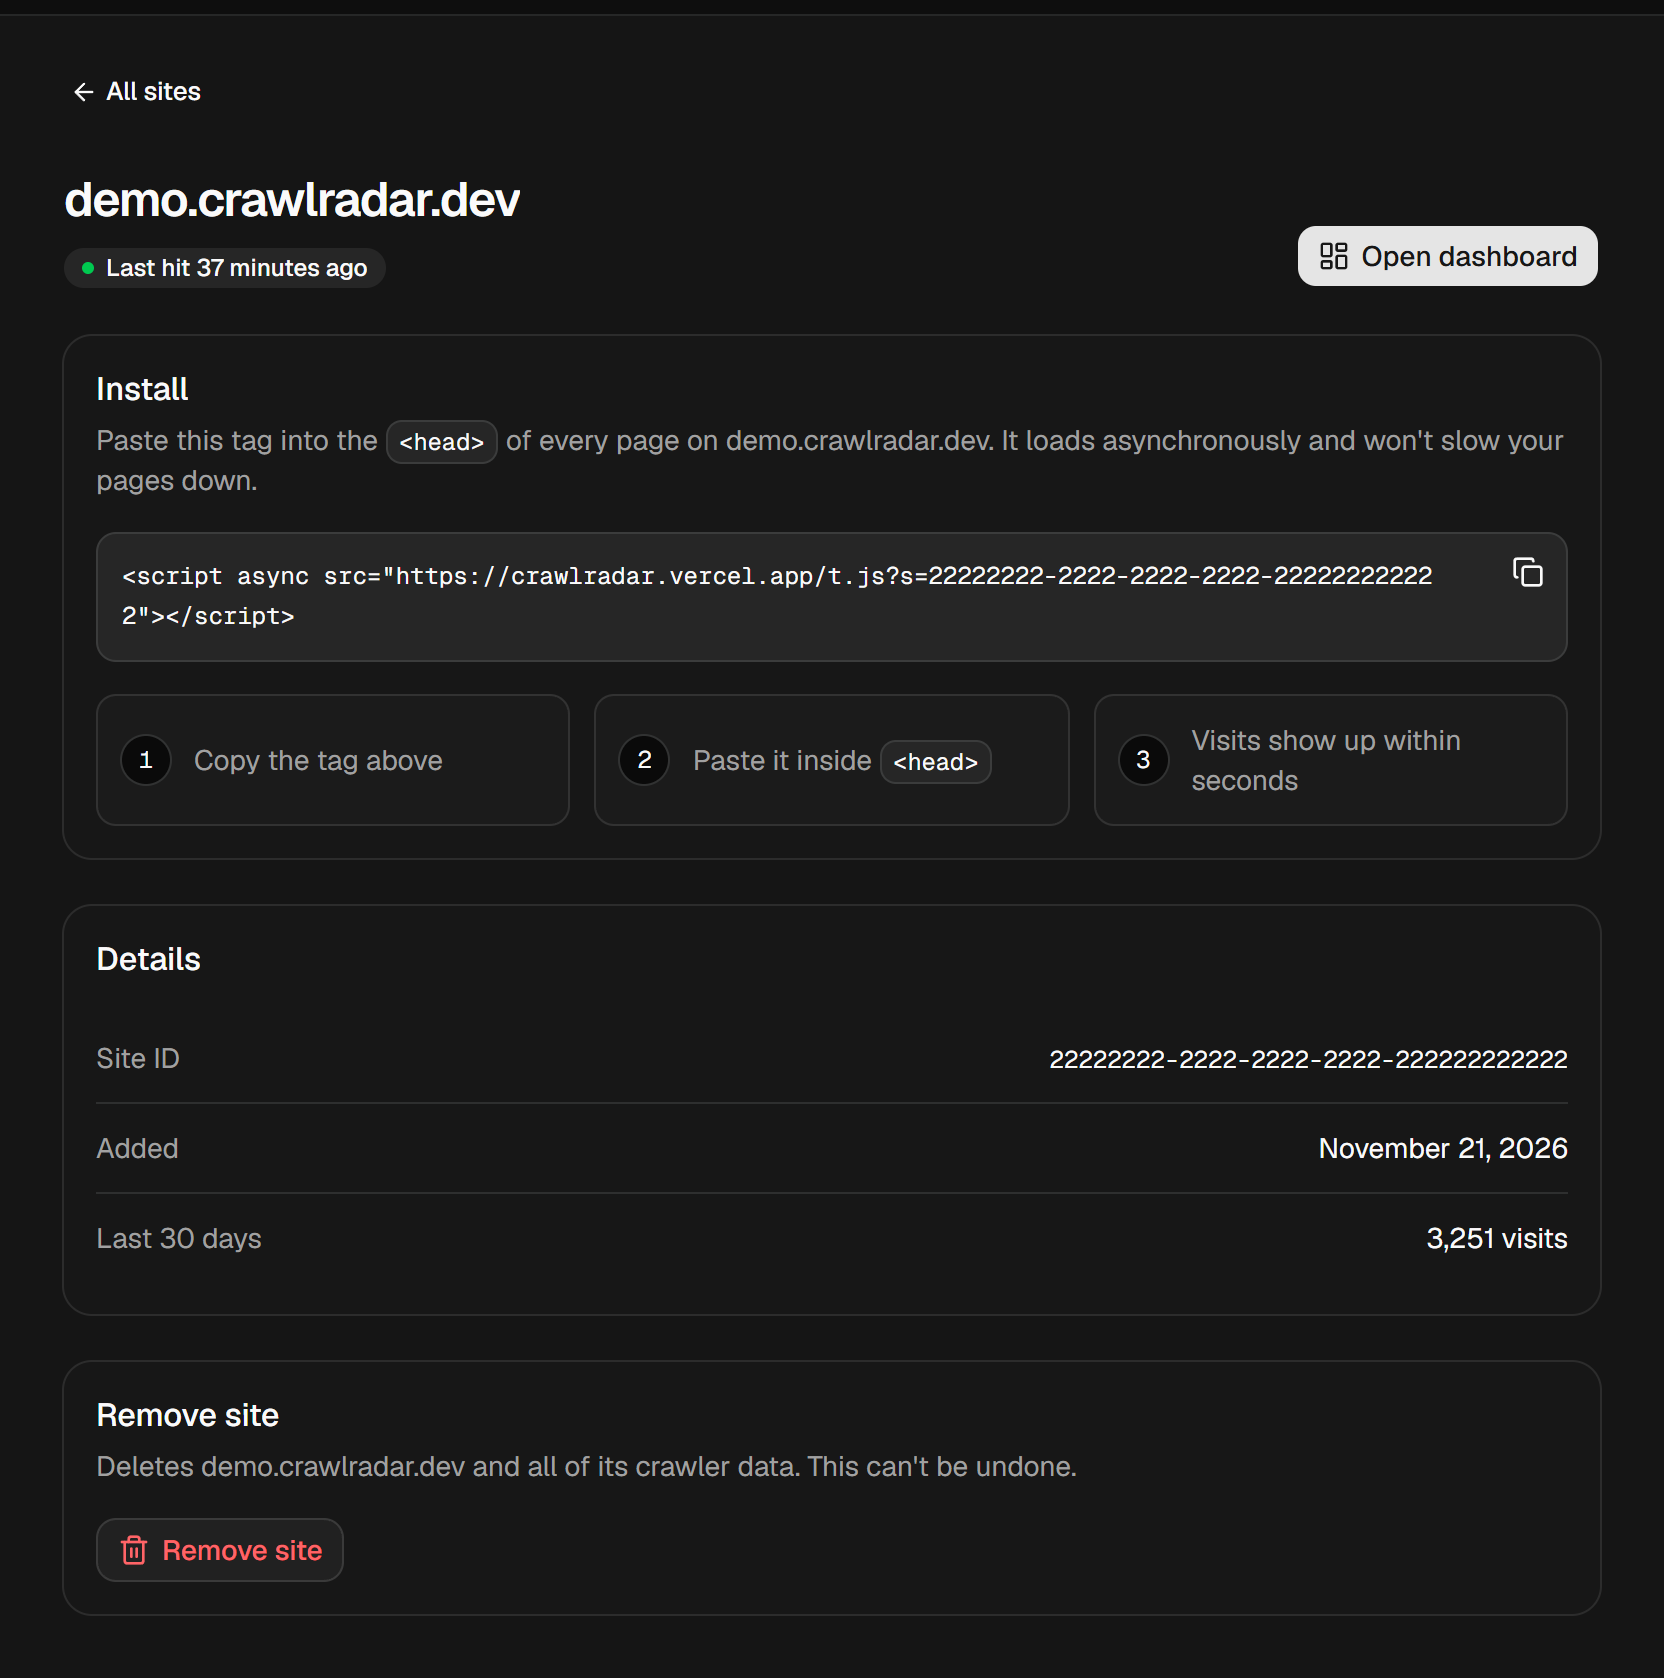 All sites
demo.crawlradar.dev
Last hit 37 minutes ago
Open dashboard
Install
Paste this tag into the <head> of every page on demo.crawlradar.dev. It loads asynchronously and won't slow your
pages down.
<script async src="https://crawlradar.vercel.app/t.js?s=22222222-2222-2222-2222-22222222222
2"></script>
1 Copy the tag above
2 Paste it inside <head>
3 Visits show up within
seconds
Details
Site ID 22222222-2222-2222-2222-222222222222
Added November 21, 2026
Last 30 days 3,251 visits
Remove site
Deletes demo.crawlradar.dev and all of its crawler data. This can't be undone.
Remove site